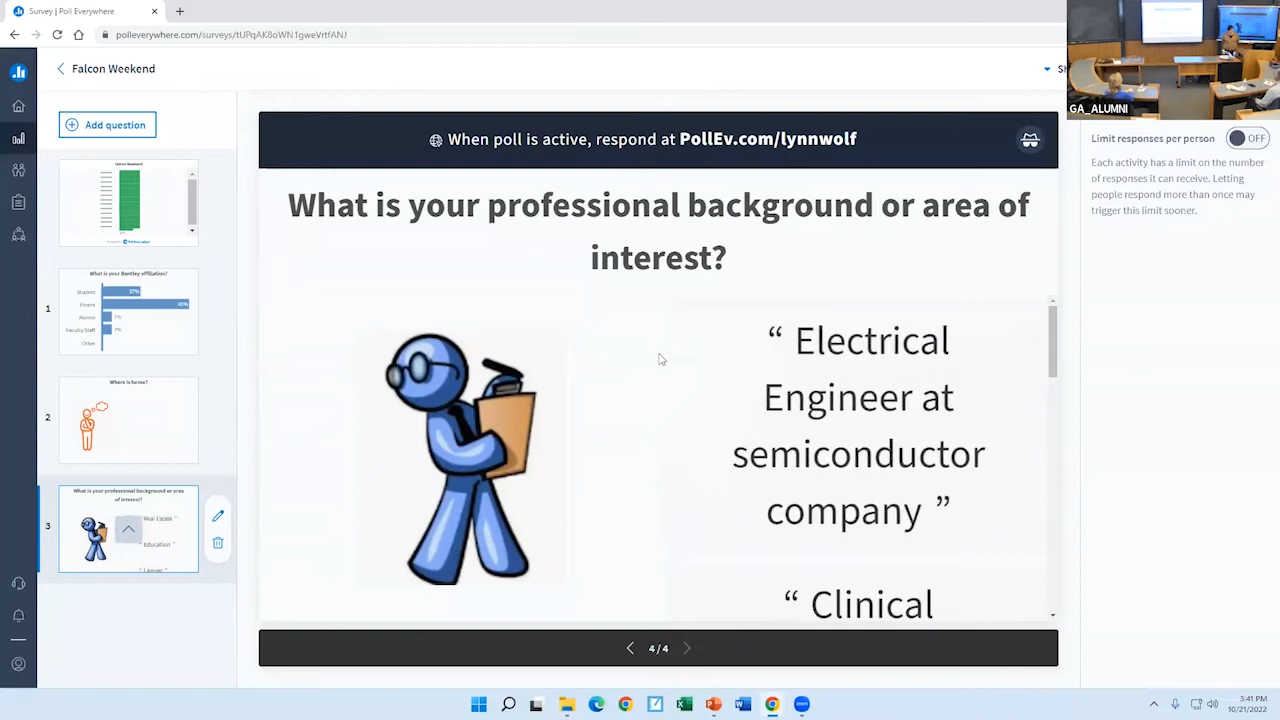 Survey | Poll Everywhere
polleverywhere.com/surveys/tUPqAK8oWN1gweVrtfANJ
Falcon Weekend
Add question
When poll is active, respond at PollEv.com/lynnwolf
GA_ALUMNI
Limit responses per person
OFF
Each activity has a limit on the number
of responses it can receive. Letting
people respond more than once may
trigger this limit sooner.
What is your professional background or area of
interest?
“ Electrical
Engineer at
semiconductor
company ”
“ Clinical
What is your Bentley affiliation?
Student
27%
Parent
Alumni
7%
Faculty/Staff
7%
Other
1
Where is home?
2
What is your professional background or area
of interest?
Real Estate ”
“ Education ”
“ Lawyer ”
3
4 / 4
3:41 PM
10/21/2022